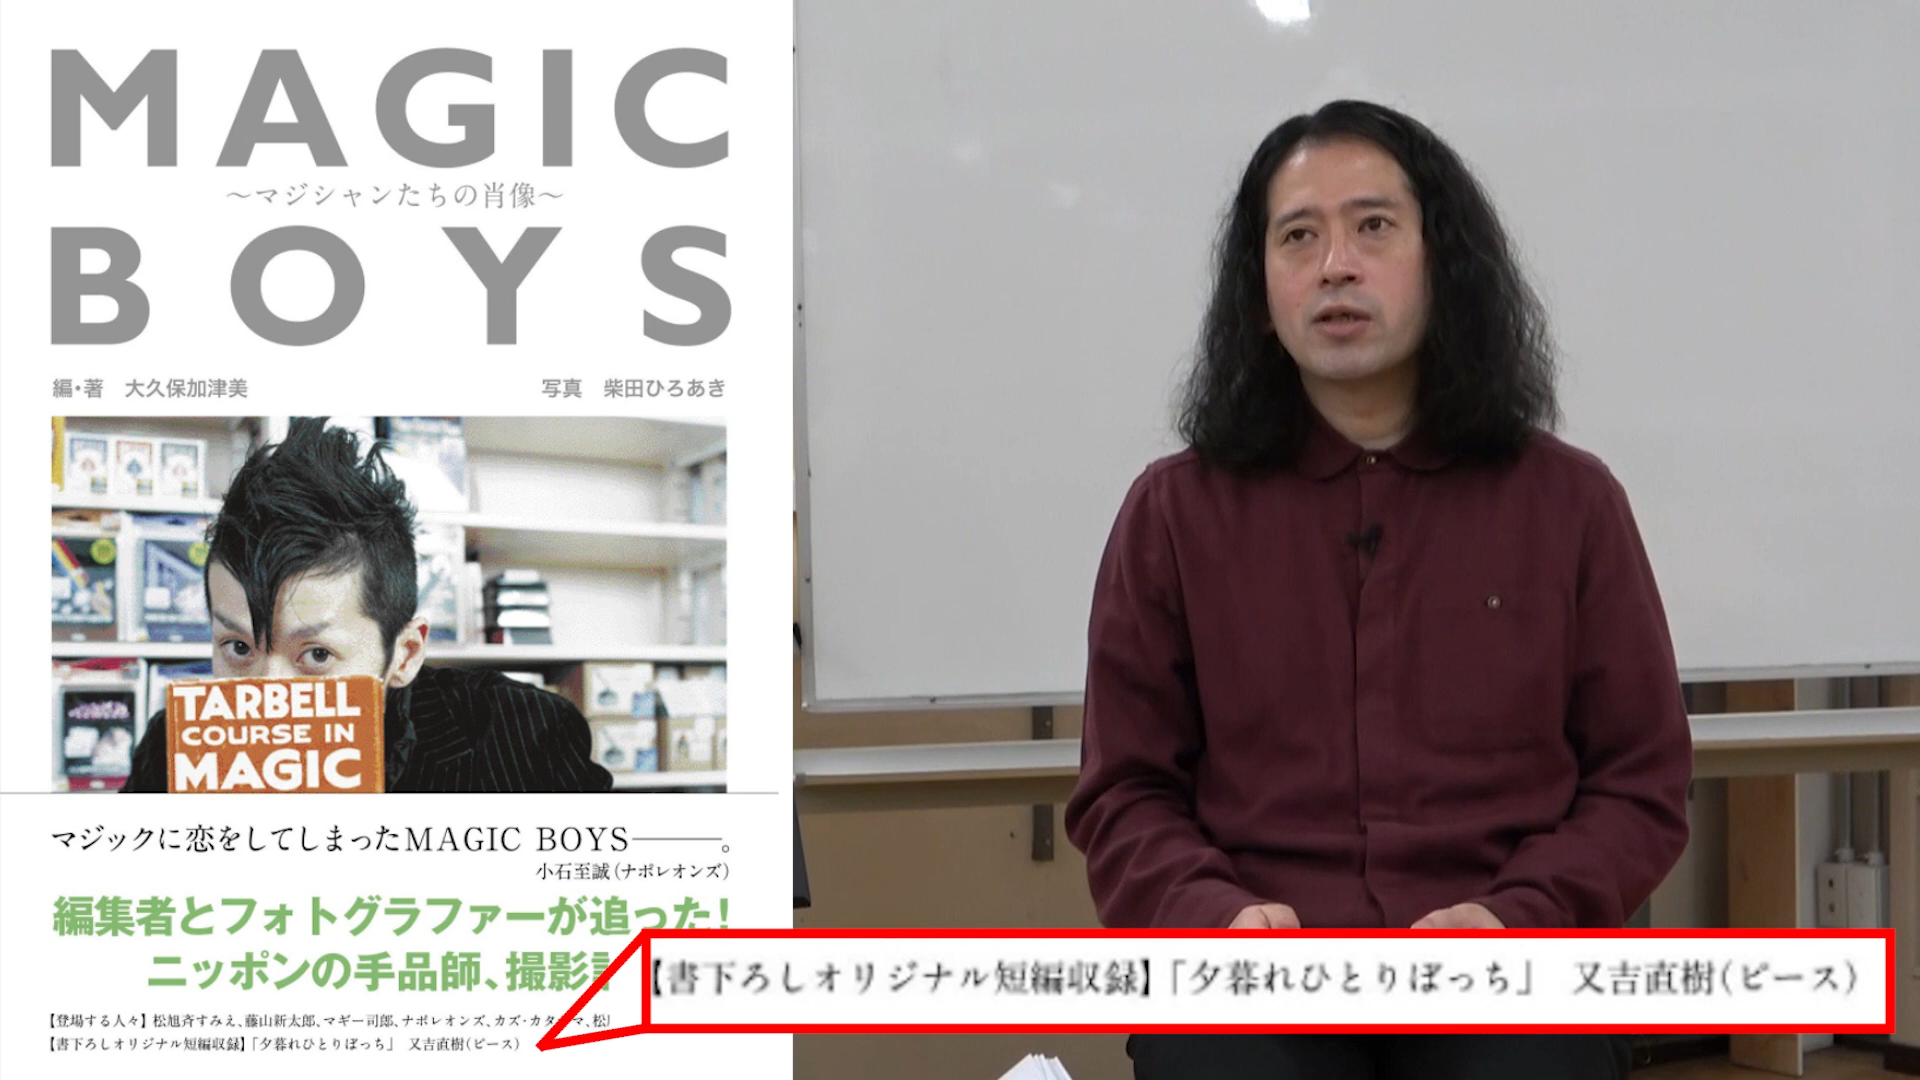 MAGIC
〜マジシャンたちの肖像〜
BOYS
編・著　大久保加津美
写真　柴田ひろあき
TARBELL
COURSE IN
MAGIC
マジックに恋をしてしまったMAGIC BOYS———。
小石至誠（ナポレオンズ）
編集者とフォトグラファーが追った！
ニッポンの手品師、撮影
【登場する人々】松旭斉すみえ、藤山新太郎、マギー司郎、ナポレオンズ、カズ・カタヤマ、松
【書下ろしオリジナル短編収録】「夕暮れひとりぼっち」　又吉直樹（ピース）
【書下ろしオリジナル短編収録】「夕暮れひとりぼっち」　又吉直樹（ピース）